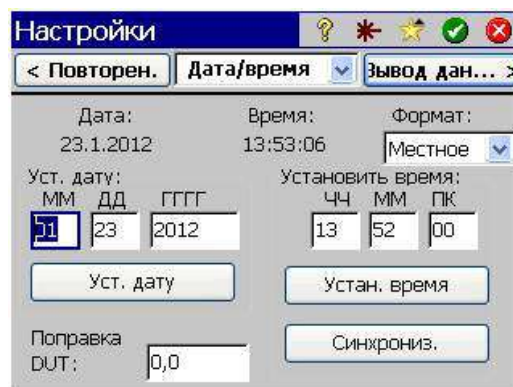 Настройки
< Повторен. Дата/время Вывод дан... >
Дата: Время: Формат:
23.1.2012 13:53:06 Местное
Уст. дату: Установить время:
ММ ДД ГГГГ ЧЧ ММ ПК
01 23 2012 13 52 00
Уст. дату Устан. время
Поправка DUT: 0,0 Синхрониз.